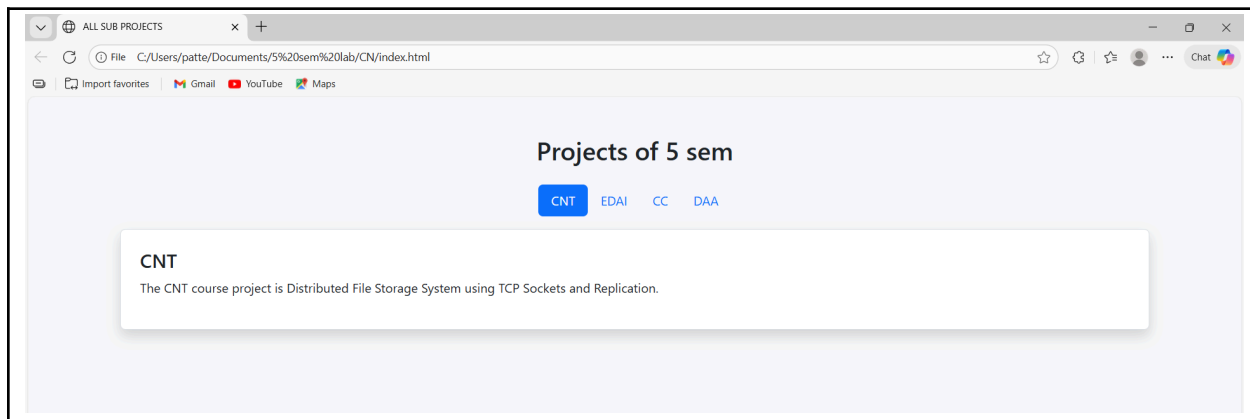 ALL SUB PROJECTS
File C:/Users/patte/Documents/5%20sem%20lab/CN/index.html
Chat
Import favorites Gmail YouTube Maps
Projects of 5 sem
CNT EDAI CC DAA
CNT
The CNT course project is Distributed File Storage System using TCP Sockets and Replication.